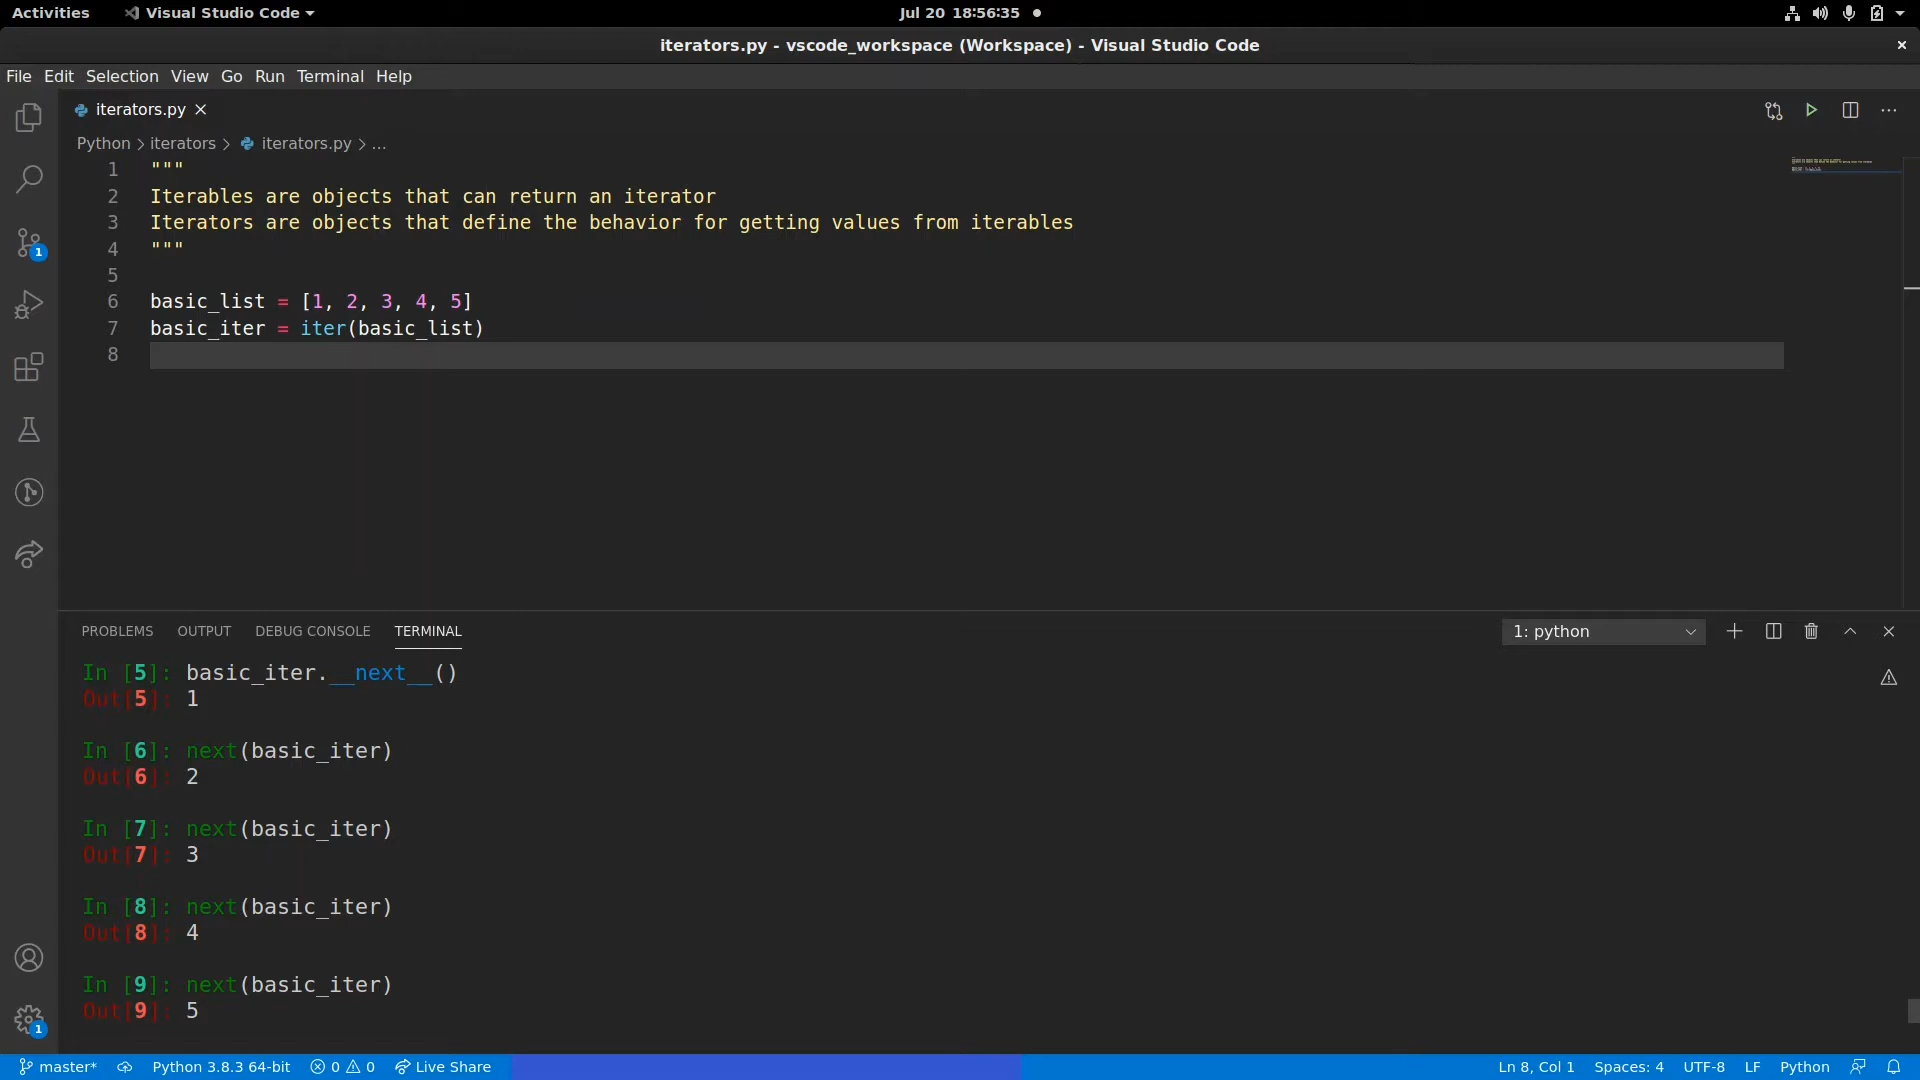 Activities Visual Studio Code Jul 20 18:56:35
iterators.py - vscode_workspace (Workspace) - Visual Studio Code
File Edit Selection View Go Run Terminal Help
iterators.py
Python > iterators > iterators.py > ...
1 """
2 Iterables are objects that can return an iterator
3 Iterators are objects that define the behavior for getting values from iterables
4 """
5
6 basic_list = [1, 2, 3, 4, 5]
7 basic_iter = iter(basic_list)
8
1
PROBLEMS OUTPUT DEBUG CONSOLE TERMINAL 1: python
In [5]: basic_iter.__next__()
Out[5]: 1
In [6]: next(basic_iter)
Out[6]: 2
In [7]: next(basic_iter)
Out[7]: 3
In [8]: next(basic_iter)
Out[8]: 4
In [9]: next(basic_iter)
Out[9]: 5
1
master* Python 3.8.3 64-bit 0 0 Live Share Ln 8, Col 1 Spaces: 4 UTF-8 LF Python